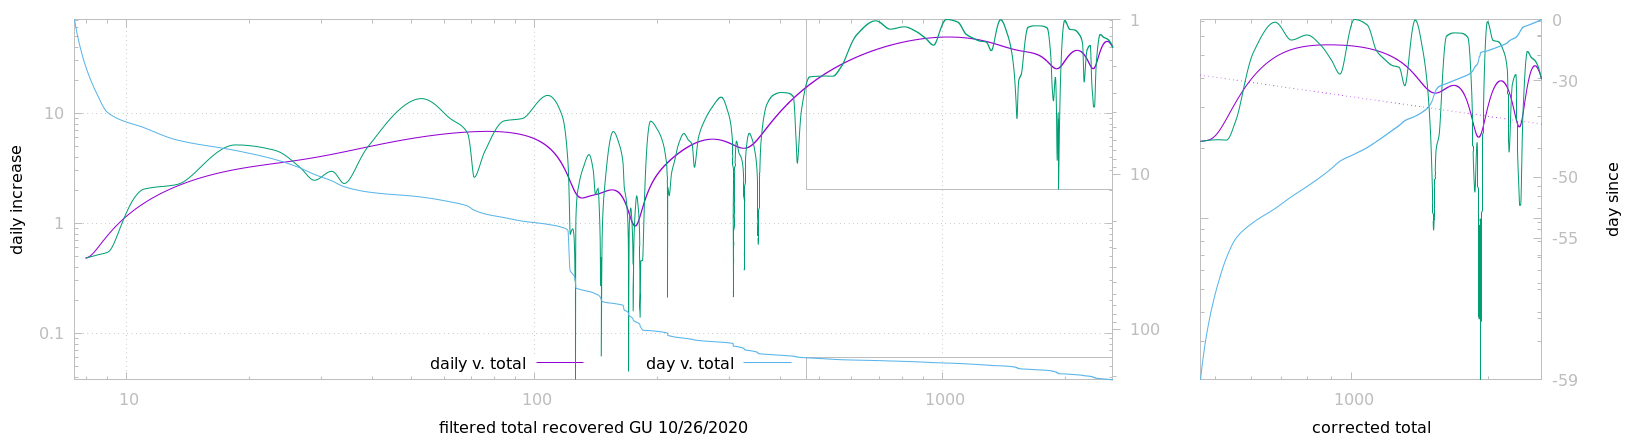 daily increase
10
1
0.1
10
100
1000
1
10
100
daily v. total
day v. total
filtered total recovered GU 10/26/2020
0
-30
-50
-55
-59
day since
1000
corrected total